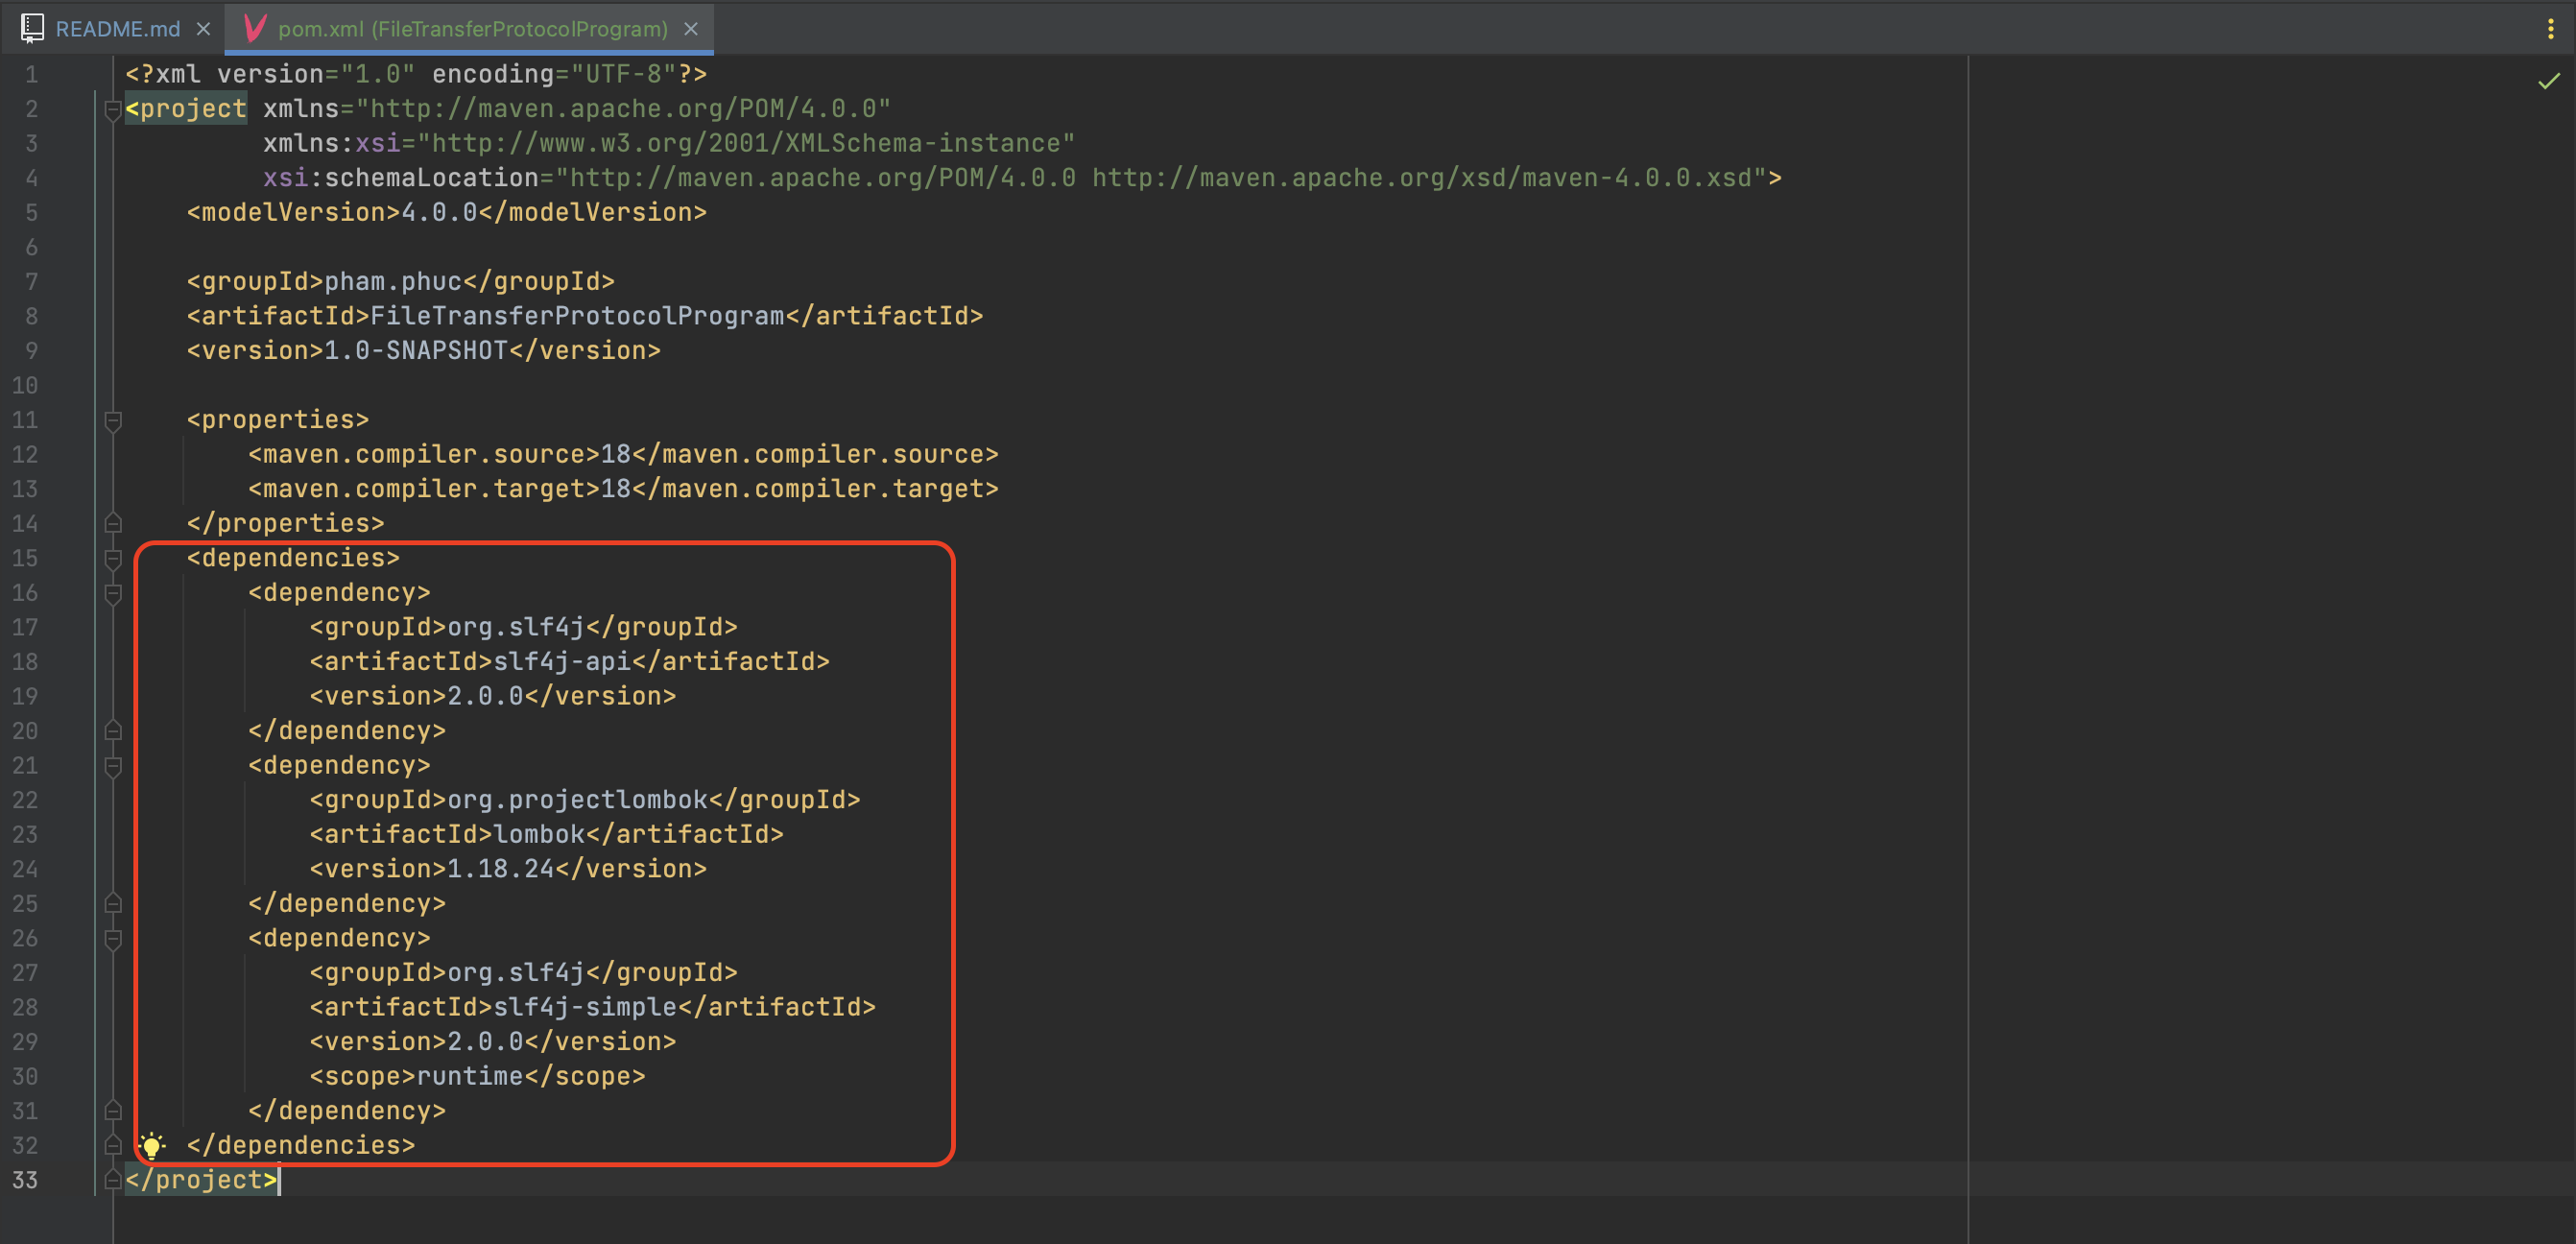 README.md pom.xml (FileTransferProtocolProgram)
1 <?xml version="1.0" encoding="UTF-8"?>
2 <project xmlns="http://maven.apache.org/POM/4.0.0"
3 xmlns:xsi="http://www.w3.org/2001/XMLSchema-instance"
4 xsi:schemaLocation="http://maven.apache.org/POM/4.0.0 http://maven.apache.org/xsd/maven-4.0.0.xsd">
5 <modelVersion>4.0.0</modelVersion>
6
7 <groupId>pham.phuc</groupId>
8 <artifactId>FileTransferProtocolProgram</artifactId>
9 <version>1.0-SNAPSHOT</version>
10
11 <properties>
12 <maven.compiler.source>18</maven.compiler.source>
13 <maven.compiler.target>18</maven.compiler.target>
14 </properties>
15 <dependencies>
16 <dependency>
17 <groupId>org.slf4j</groupId>
18 <artifactId>slf4j-api</artifactId>
19 <version>2.0.0</version>
20 </dependency>
21 <dependency>
22 <groupId>org.projectlombok</groupId>
23 <artifactId>lombok</artifactId>
24 <version>1.18.24</version>
25 </dependency>
26 <dependency>
27 <groupId>org.slf4j</groupId>
28 <artifactId>slf4j-simple</artifactId>
29 <version>2.0.0</version>
30 <scope>runtime</scope>
31 </dependency>
32 </dependencies>
33 </project>